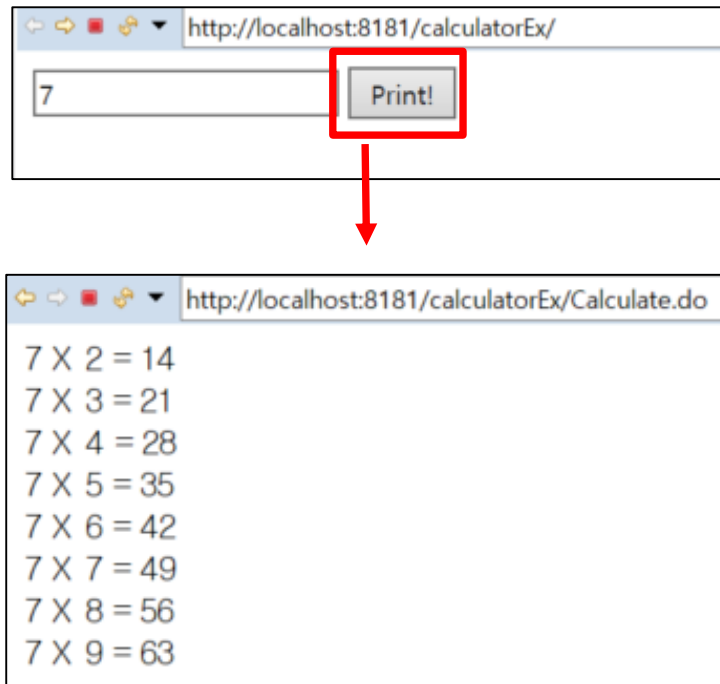 http://localhost:8181/calculatorEx/
7
Print!
http://localhost:8181/calculatorEx/Calculate.do
7 X 2 = 14
7 X 3 = 21
7 X 4 = 28
7 X 5 = 35
7 X 6 = 42
7 X 7 = 49
7 X 8 = 56
7 X 9 = 63